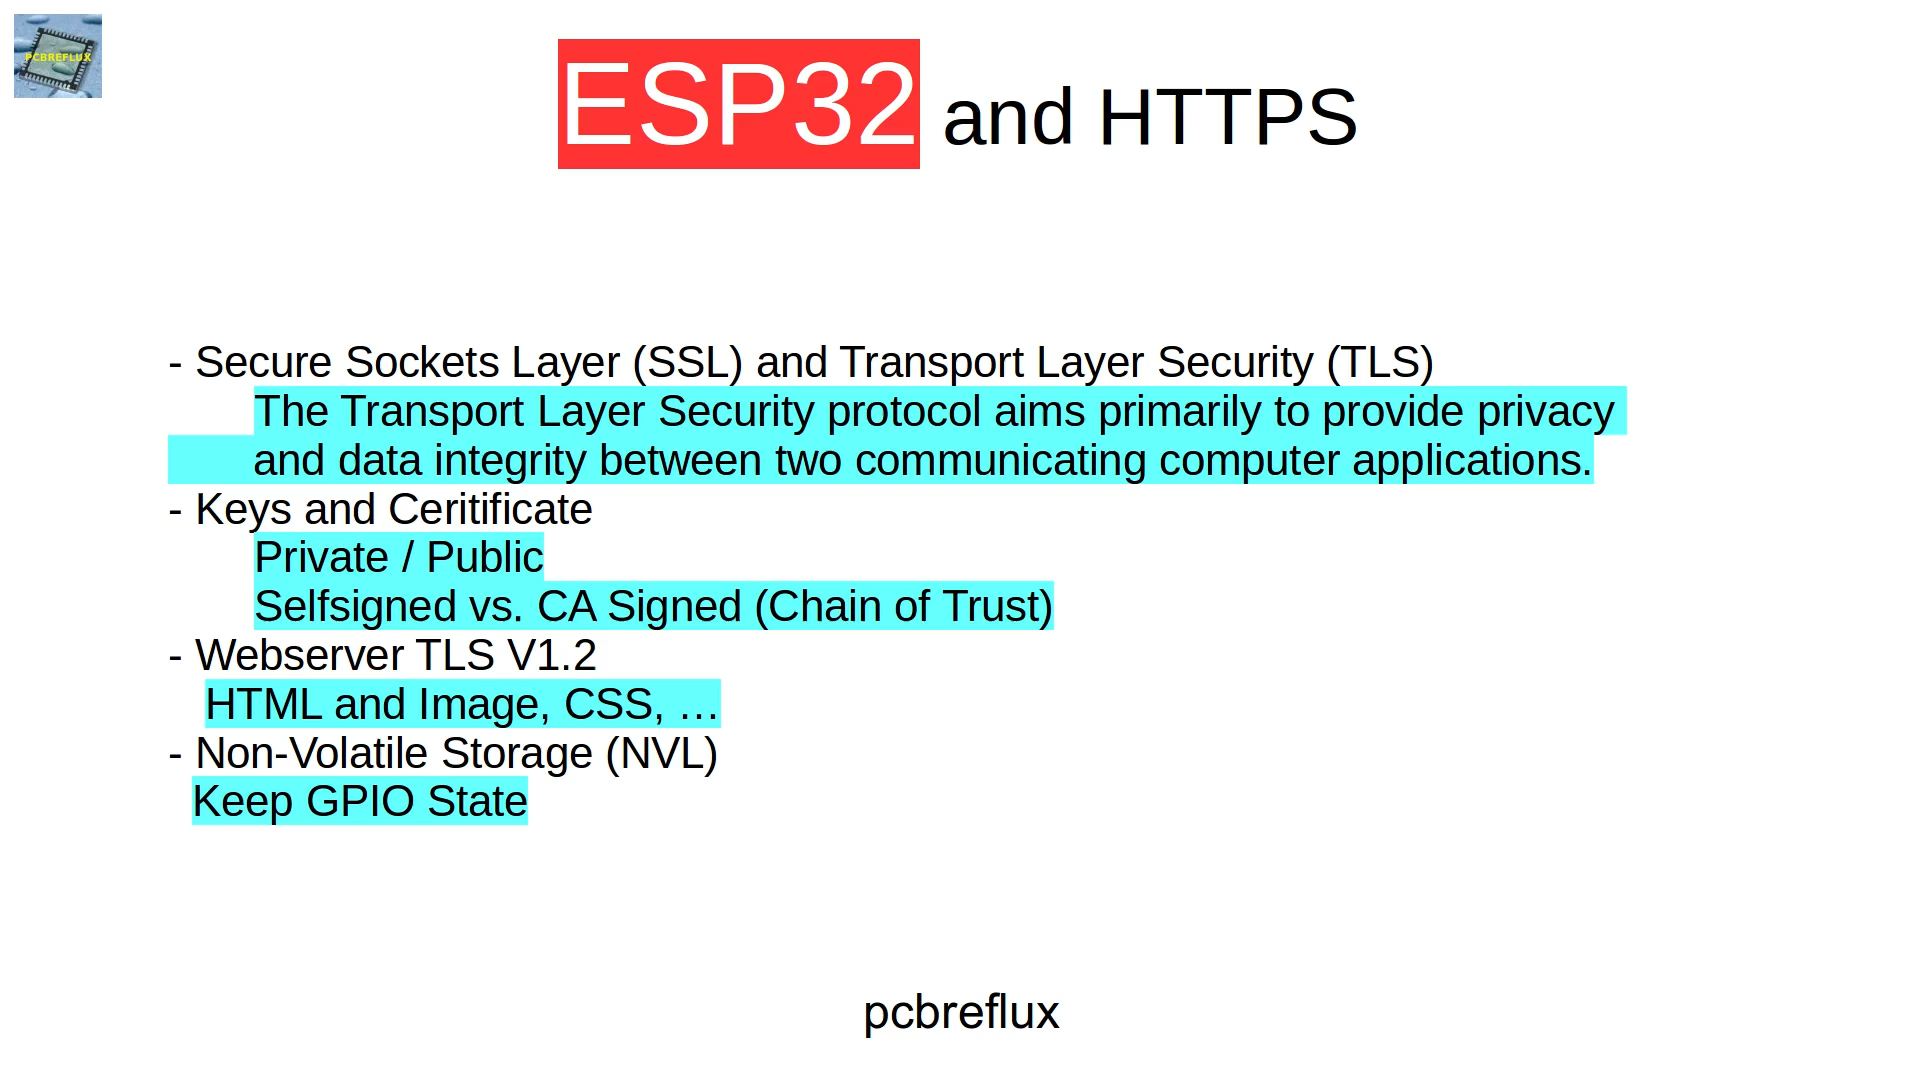 PCBREFLUX
ESP32 and HTTPS
- Secure Sockets Layer (SSL) and Transport Layer Security (TLS)
The Transport Layer Security protocol aims primarily to provide privacy
and data integrity between two communicating computer applications.
- Keys and Ceritificate
Private / Public
Selfsigned vs. CA Signed (Chain of Trust)
- Webserver TLS V1.2
HTML and Image, CSS, …
- Non-Volatile Storage (NVL)
Keep GPIO State
pcbreflux